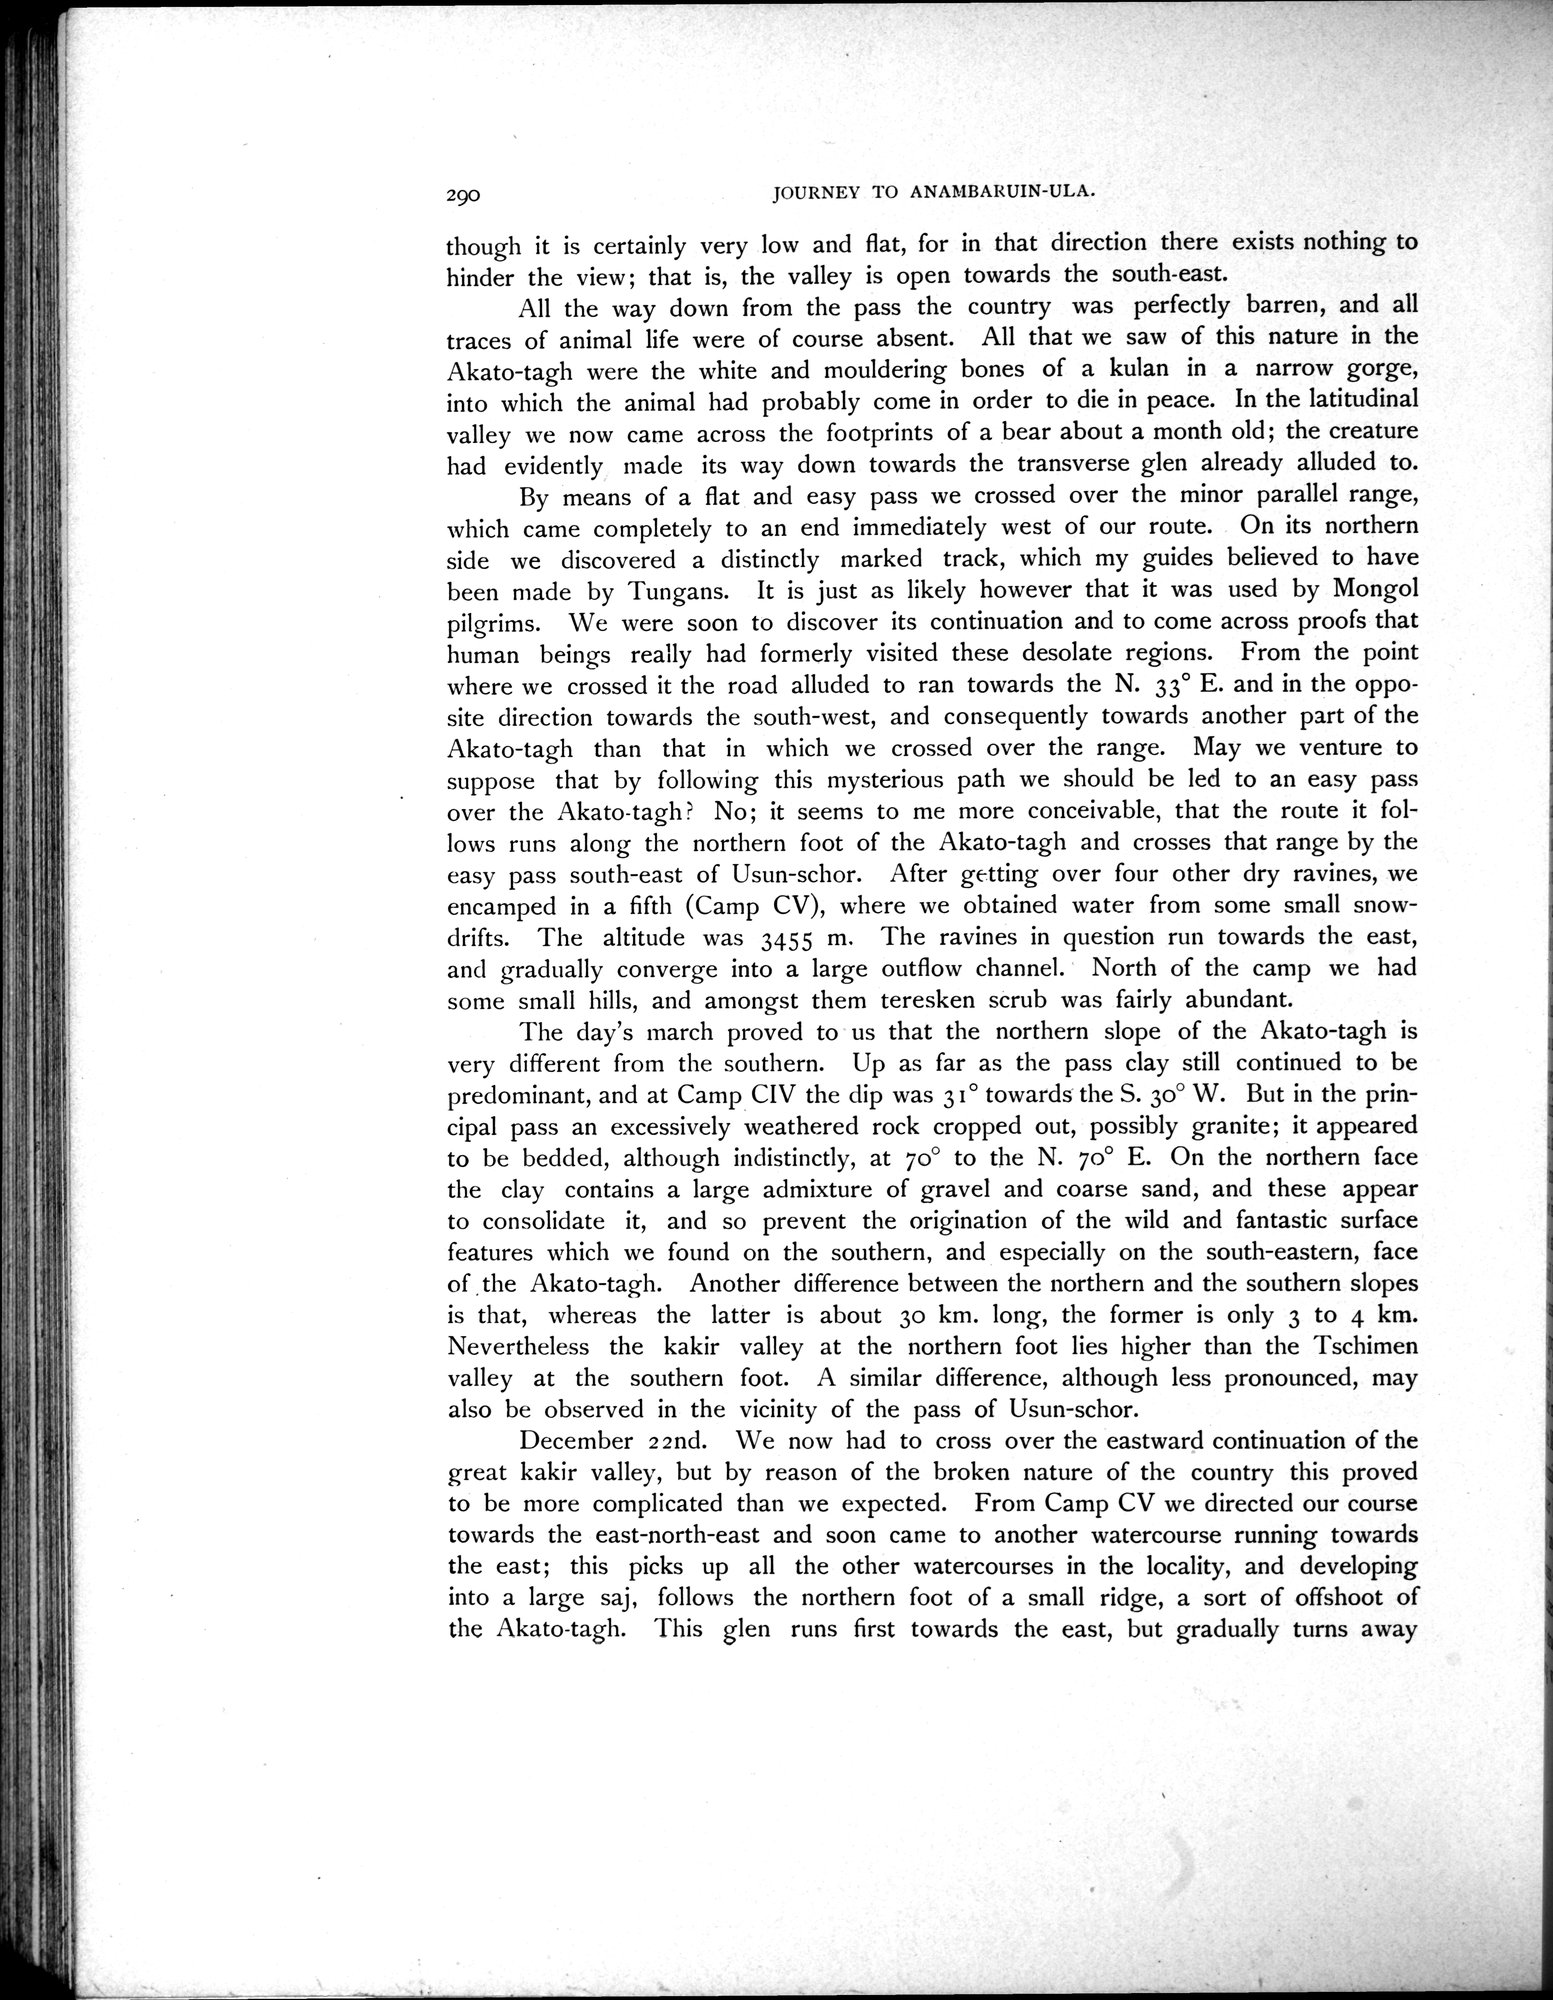 290 JOURNEY TO ANAMBARUIN-ULA.
though it is certainly very low and flat, for in that direction there exists nothing to
hinder the view; that is, the valley is open towards the south-east.
All the way down from the pass the country was perfectly barren, and all
traces of animal life were of course absent. All that we saw of this nature in the
Akato-tagh were the white and mouldering bones of a kulan in a narrow gorge,
into which the animal had probably come in order to die in peace. In the latitudinal
valley we now came across the footprints of a bear about a month old; the creature
had evidently made its way down towards the transverse glen already alluded to.
By means of a flat and easy pass we crossed over the minor parallel range,
which came completely to an end immediately west of our route. On its northern
side we discovered a distinctly marked track, which my guides believed to have
been made by Tungans. It is just as likely however that it was used by Mongol
pilgrims. We were soon to discover its continuation and to come across proofs that
human beings really had formerly visited these desolate regions. From the point
where we crossed it the road alluded to ran towards the N. 33° E. and in the oppo-
site direction towards the south-west, and consequently towards another part of the
Akato-tagh than that in which we crossed over the range. May we venture to
suppose that by following this mysterious path we should be led to an easy pass
over the Akato-tagh? No; it seems to me more conceivable, that the route it fol-
lows runs along the northern foot of the Akato-tagh and crosses that range by the
easy pass south-east of Usun-schor. After getting over four other dry ravines, we
encamped in a fifth (Camp CV), where we obtained water from some small snow-
drifts. The altitude was 3455 m. The ravines in question run towards the east,
and gradually converge into a large outflow channel. North of the camp we had
some small hills, and amongst them teresken scrub was fairly abundant.
The day's march proved to us that the northern slope of the Akato-tagh is
very different from the southern. Up as far as the pass clay still continued to be
predominant, and at Camp CIV the dip was 31° towards the S. 30° W. But in the prin-
cipal pass an excessively weathered rock cropped out, possibly granite; it appeared
to be bedded, although indistinctly, at 70° to the N. 70° E. On the northern face
the clay contains a large admixture of gravel and coarse sand, and these appear
to consolidate it, and so prevent the origination of the wild and fantastic surface
features which we found on the southern, and especially on the south-eastern, face
of the Akato-tagh. Another difference between the northern and the southern slopes
is that, whereas the latter is about 30 km. long, the former is only 3 to 4 km.
Nevertheless the kakir valley at the northern foot lies higher than the Tschimen
valley at the southern foot. A similar difference, although less pronounced, may
also be observed in the vicinity of the pass of Usun-schor.
December 22nd. We now had to cross over the eastward continuation of the
great kakir valley, but by reason of the broken nature of the country this proved
to be more complicated than we expected. From Camp CV we directed our course
towards the east-north-east and soon came to another watercourse running towards
the east; this picks up all the other watercourses in the locality, and developing
into a large saj, follows the northern foot of a small ridge, a sort of offshoot of
the Akato-tagh. This glen runs first towards the east, but gradually turns away